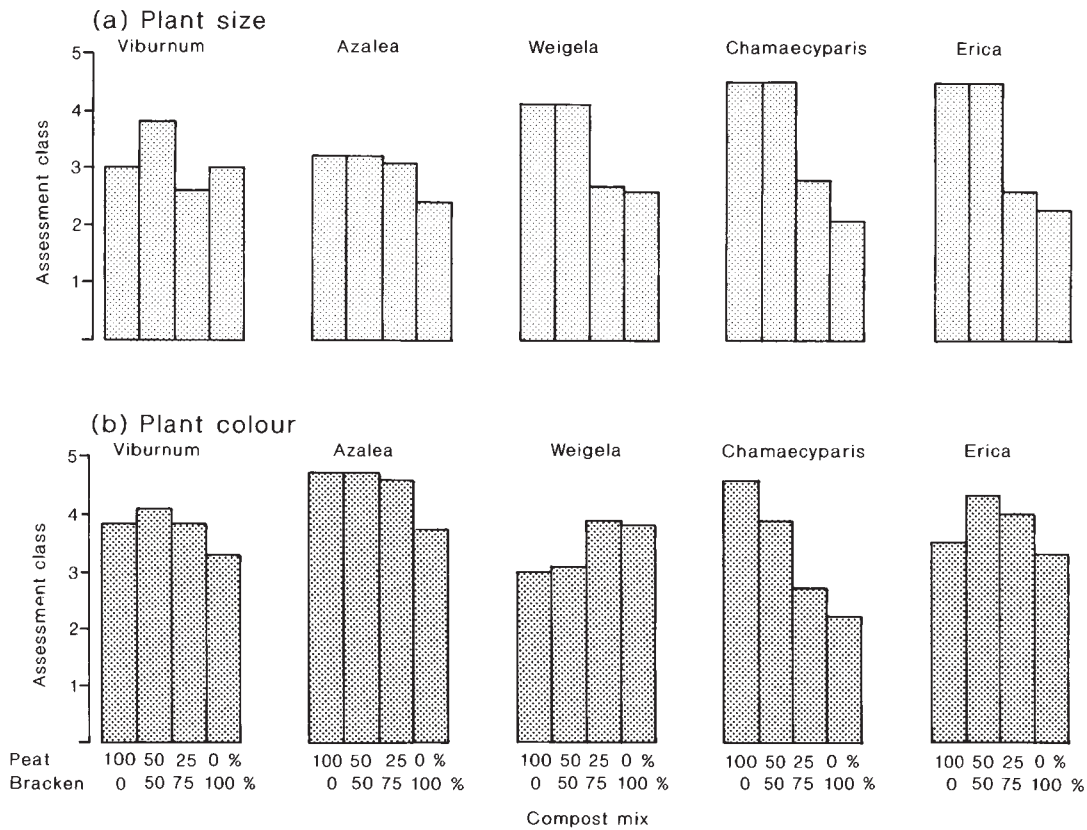 (a) Plant size
Viburnum Azalea Weigela Chamaecyparis Erica
5
4
3
2
1
Assessment class
(b) Plant colour
Viburnum Azalea Weigela Chamaecyparis Erica
5
4
3
2
1
Assessment class
Peat 100 50 25 0 % 100 50 25 0 % 100 50 25 0 % 100 50 25 0 % 100 50 25 0 %
Bracken 0 50 75 100 % 0 50 75 100 % 0 50 75 100 % 0 50 75 100 % 0 50 75 100 %
Compost mix